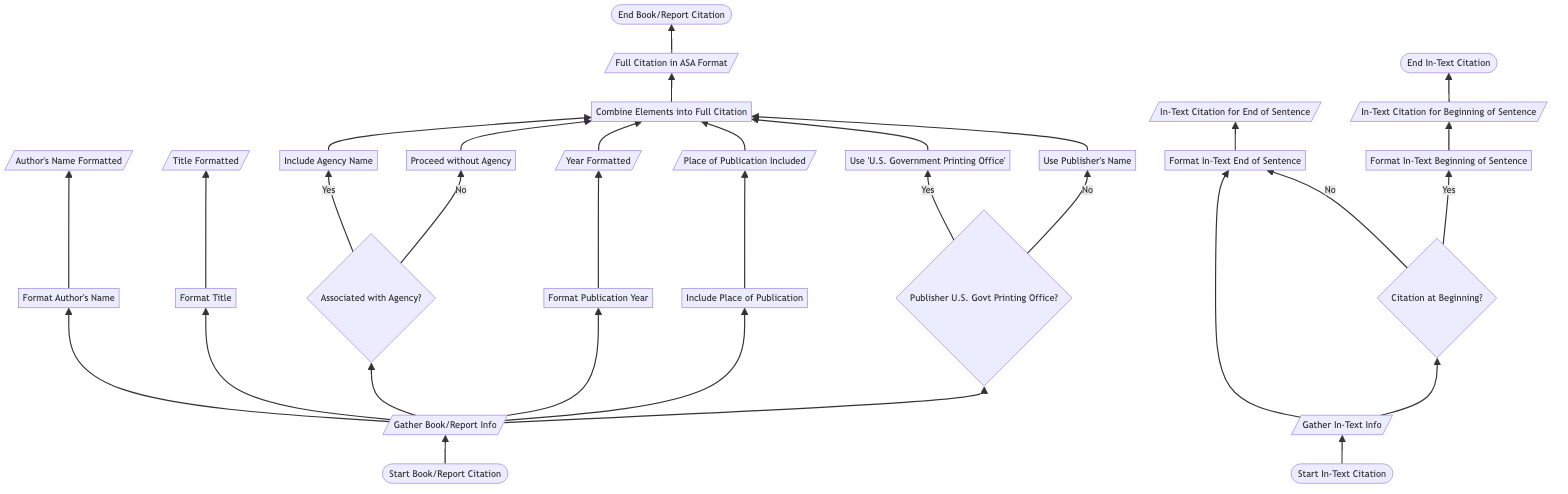 End Book/Report Citation
Full Citation in ASA Format
End In-Text Citation
Combine Elements into Full Citation
In-Text Citation for End of Sentence
In-Text Citation for Beginning of Sentence
Author's Name Formatted
Title Formatted
Include Agency Name
Proceed without Agency
Year Formatted
Place of Publication Included
Use 'U.S. Government Printing Office'
Use Publisher's Name
Format In-Text End of Sentence
Format In-Text Beginning of Sentence
Yes
No
Yes
No
No
Yes
Format Author's Name
Format Title
Associated with Agency?
Format Publication Year
Include Place of Publication
Publisher U.S. Govt Printing Office?
Citation at Beginning?
Gather Book/Report Info
Gather In-Text Info
Start Book/Report Citation
Start In-Text Citation